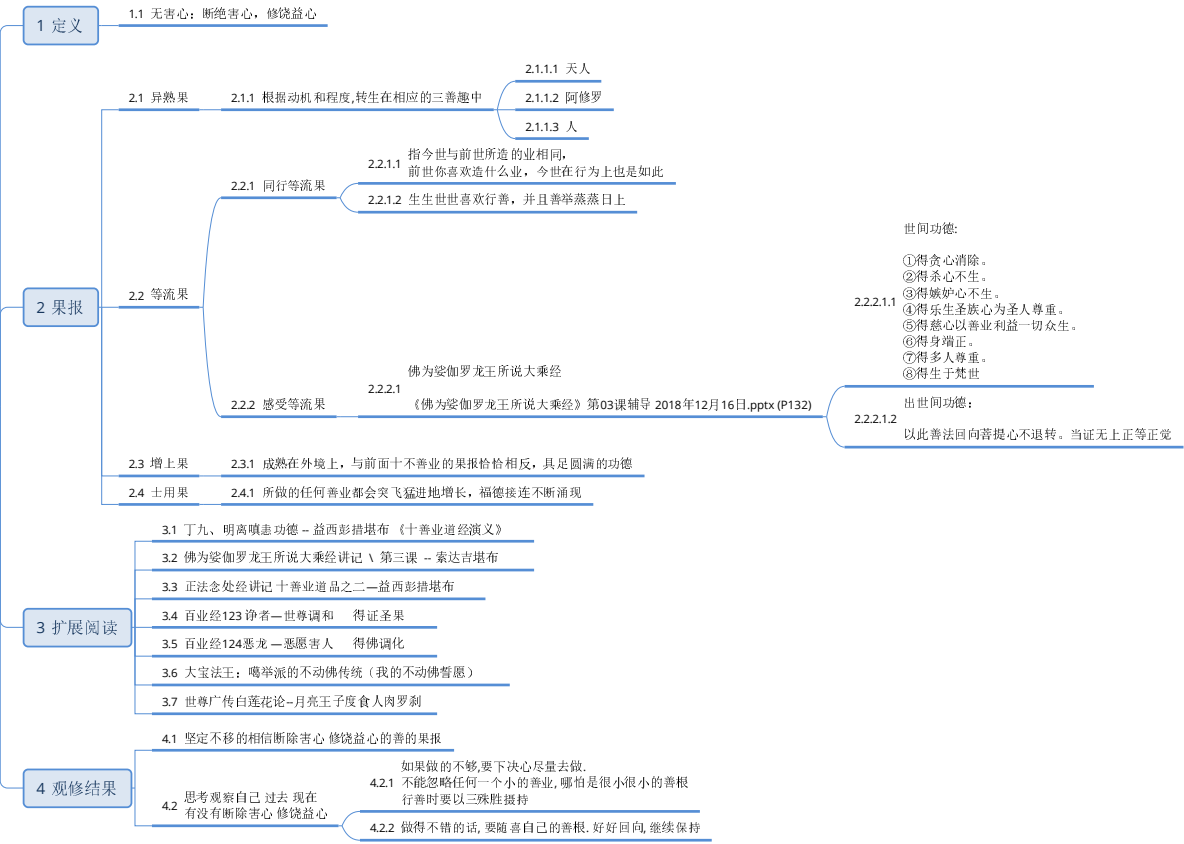 1 定义
1.1 无害心：断绝害心，修饶益心
2 果报
2.1 异熟果
2.1.1 根据动机和程度,转生在相应的三善趣中
2.1.1.1 天人
2.1.1.2 阿修罗
2.1.1.3 人
2.2 等流果
2.2.1 同行等流果
2.2.1.1 指今世与前世所造的业相同，
前世你喜欢造什么业，今世在行为上也是如此
2.2.1.2 生生世世喜欢行善，并且善举蒸蒸日上
2.2.2 感受等流果
2.2.2.1 佛为娑伽罗龙王所说大乘经
《佛为娑伽罗龙王所说大乘经》第03课辅导 2018年12月16日.pptx (P132)
2.2.2.1.1 世间功德:
①得贪心消除。
②得杀心不生。
③得嫉妒心不生。
④得乐生圣族心为圣人尊重。
⑤得慈心以善业利益一切众生。
⑥得身端正。
⑦得多人尊重。
⑧得生于梵世
2.2.2.1.2 出世间功德：
以此善法回向菩提心不退转。当证无上正等正觉
2.3 增上果
2.3.1 成熟在外境上，与前面十不善业的果报恰恰相反，具足圆满的功德
2.4 士用果
2.4.1 所做的任何善业都会突飞猛进地增长，福德接连不断涌现
3 扩展阅读
3.1 丁九、明离嗔恚功德 -- 益西彭措堪布 《十善业道经演义》
3.2 佛为娑伽罗龙王所说大乘经讲记 \ 第三课 -- 索达吉堪布
3.3 正法念处经讲记 十善业道品之二—益西彭措堪布
3.4 百业经123 诤者—世尊调和 得证圣果
3.5 百业经124恶龙 —恶愿害人 得佛调化
3.6 大宝法王：噶举派的不动佛传统（我的不动佛誓愿）
3.7 世尊广传白莲花论--月亮王子度食人肉罗刹
4 观修结果
4.1 坚定不移的相信断除害心 修饶益心的善的果报
4.2 思考观察自己 过去 现在
有没有断除害心 修饶益心
4.2.1 如果做的不够,要下决心尽量去做.
不能忽略任何一个小的善业, 哪怕是很小很小的善根
行善时要以三殊胜摄持
4.2.2 做得不错的话, 要随喜自己的善根. 好好回向, 继续保持